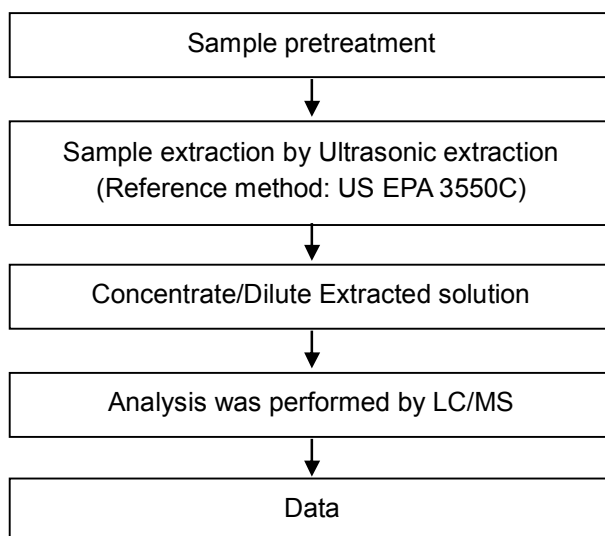 Sample pretreatment
Sample extraction by Ultrasonic extraction
(Reference method: US EPA 3550C)
Concentrate/Dilute Extracted solution
Analysis was performed by LC/MS
Data